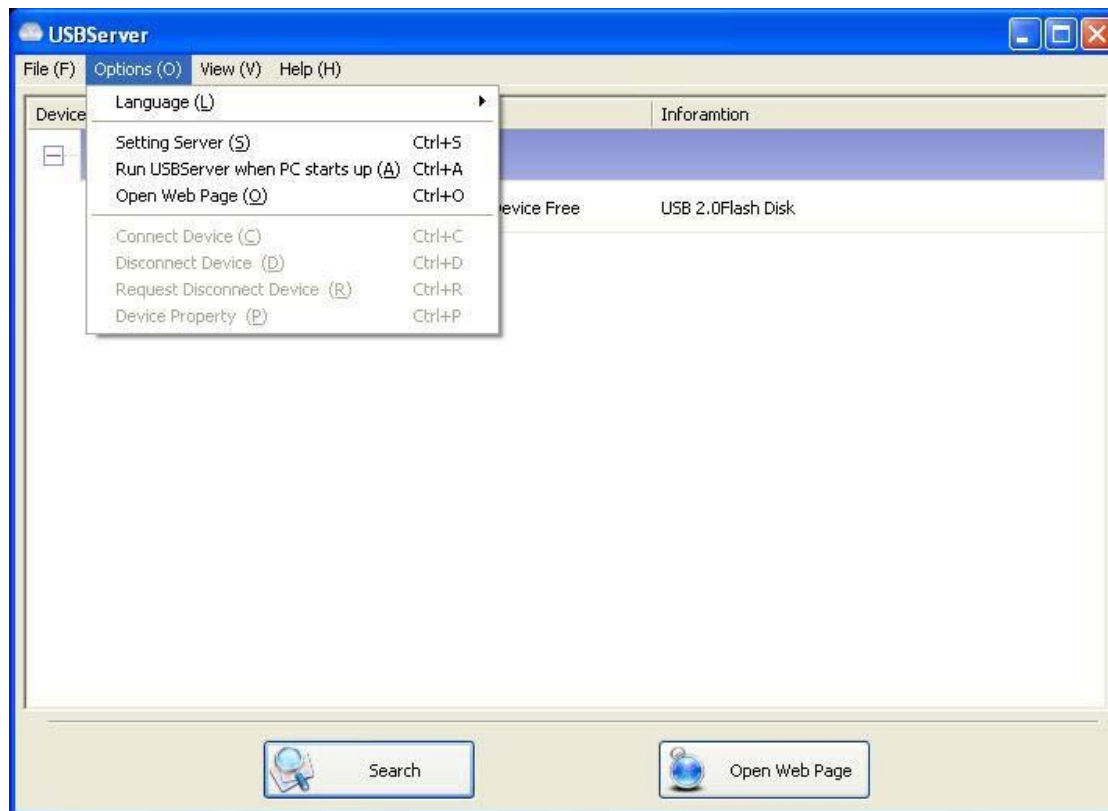 USBServer
File (F) Options (O) View (V) Help (H)
Device Inforamtion
Language (L)
Setting Server (S) Ctrl+S
Run USBServer when PC starts up (A) Ctrl+A
Open Web Page (O) Ctrl+O
Connect Device (C) Ctrl+C
Disconnect Device (D) Ctrl+D
Request Disconnect Device (R) Ctrl+R
Device Property (P) Ctrl+P
evice Free USB 2.0Flash Disk
Search Open Web Page